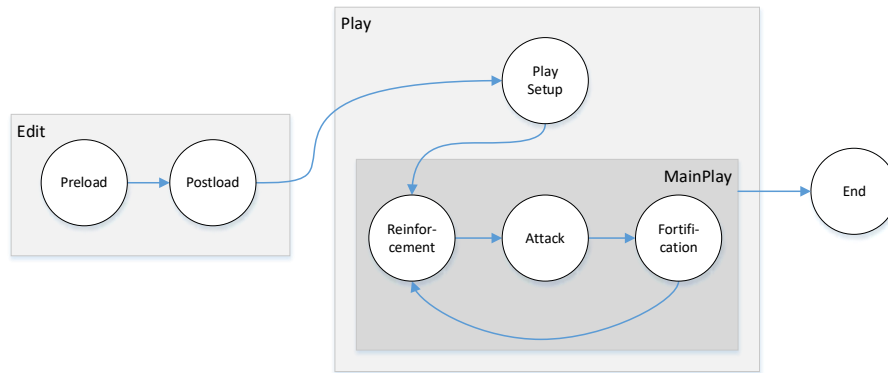 Edit
Preload
Postload
Play
Play
Setup
MainPlay
Reinfor-
cement
Attack
Fortifi-
cation
End